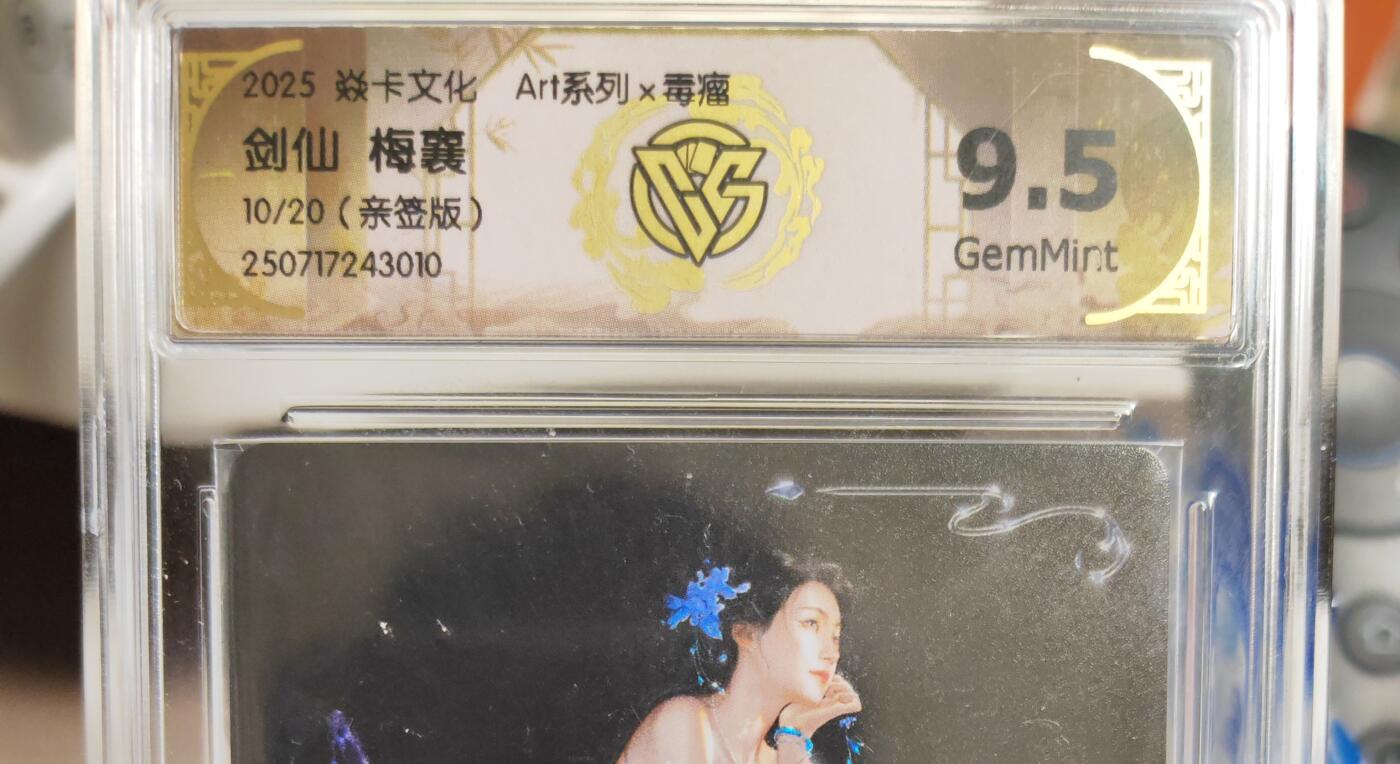 2025 焱卡文化 Art系列×毒瘤
剑仙 梅襄
10/20(亲签版)
250717243010
9.5
GemMint